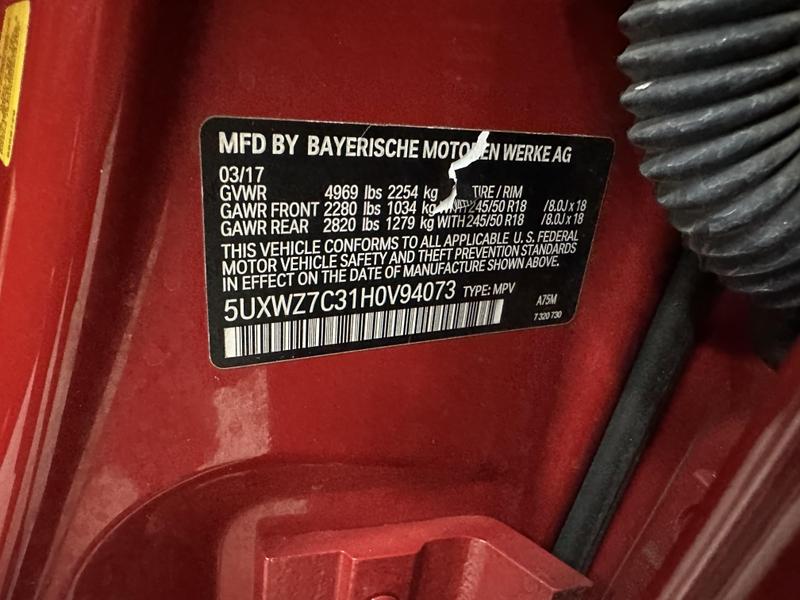 MFD BY BAYERISCHE MOTOREN WERKE AG
03/17
GVWR 4969 lbs 2254 kg TIRE / RIM
GAWR FRONT 2280 lbs 1034 kg WITH 245/50 R18 /8.0J x 18
GAWR REAR 2820 lbs 1279 kg WITH 245/50 R18 /8.0J x 18
THIS VEHICLE CONFORMS TO ALL APPLICABLE U.S. FEDERAL
MOTOR VEHICLE SAFETY AND THEFT PREVENTION STANDARDS
IN EFFECT ON THE DATE OF MANUFACTURE SHOWN ABOVE.
5UXWZ7C31H0V94073 TYPE: MPV A75M
7 320 730